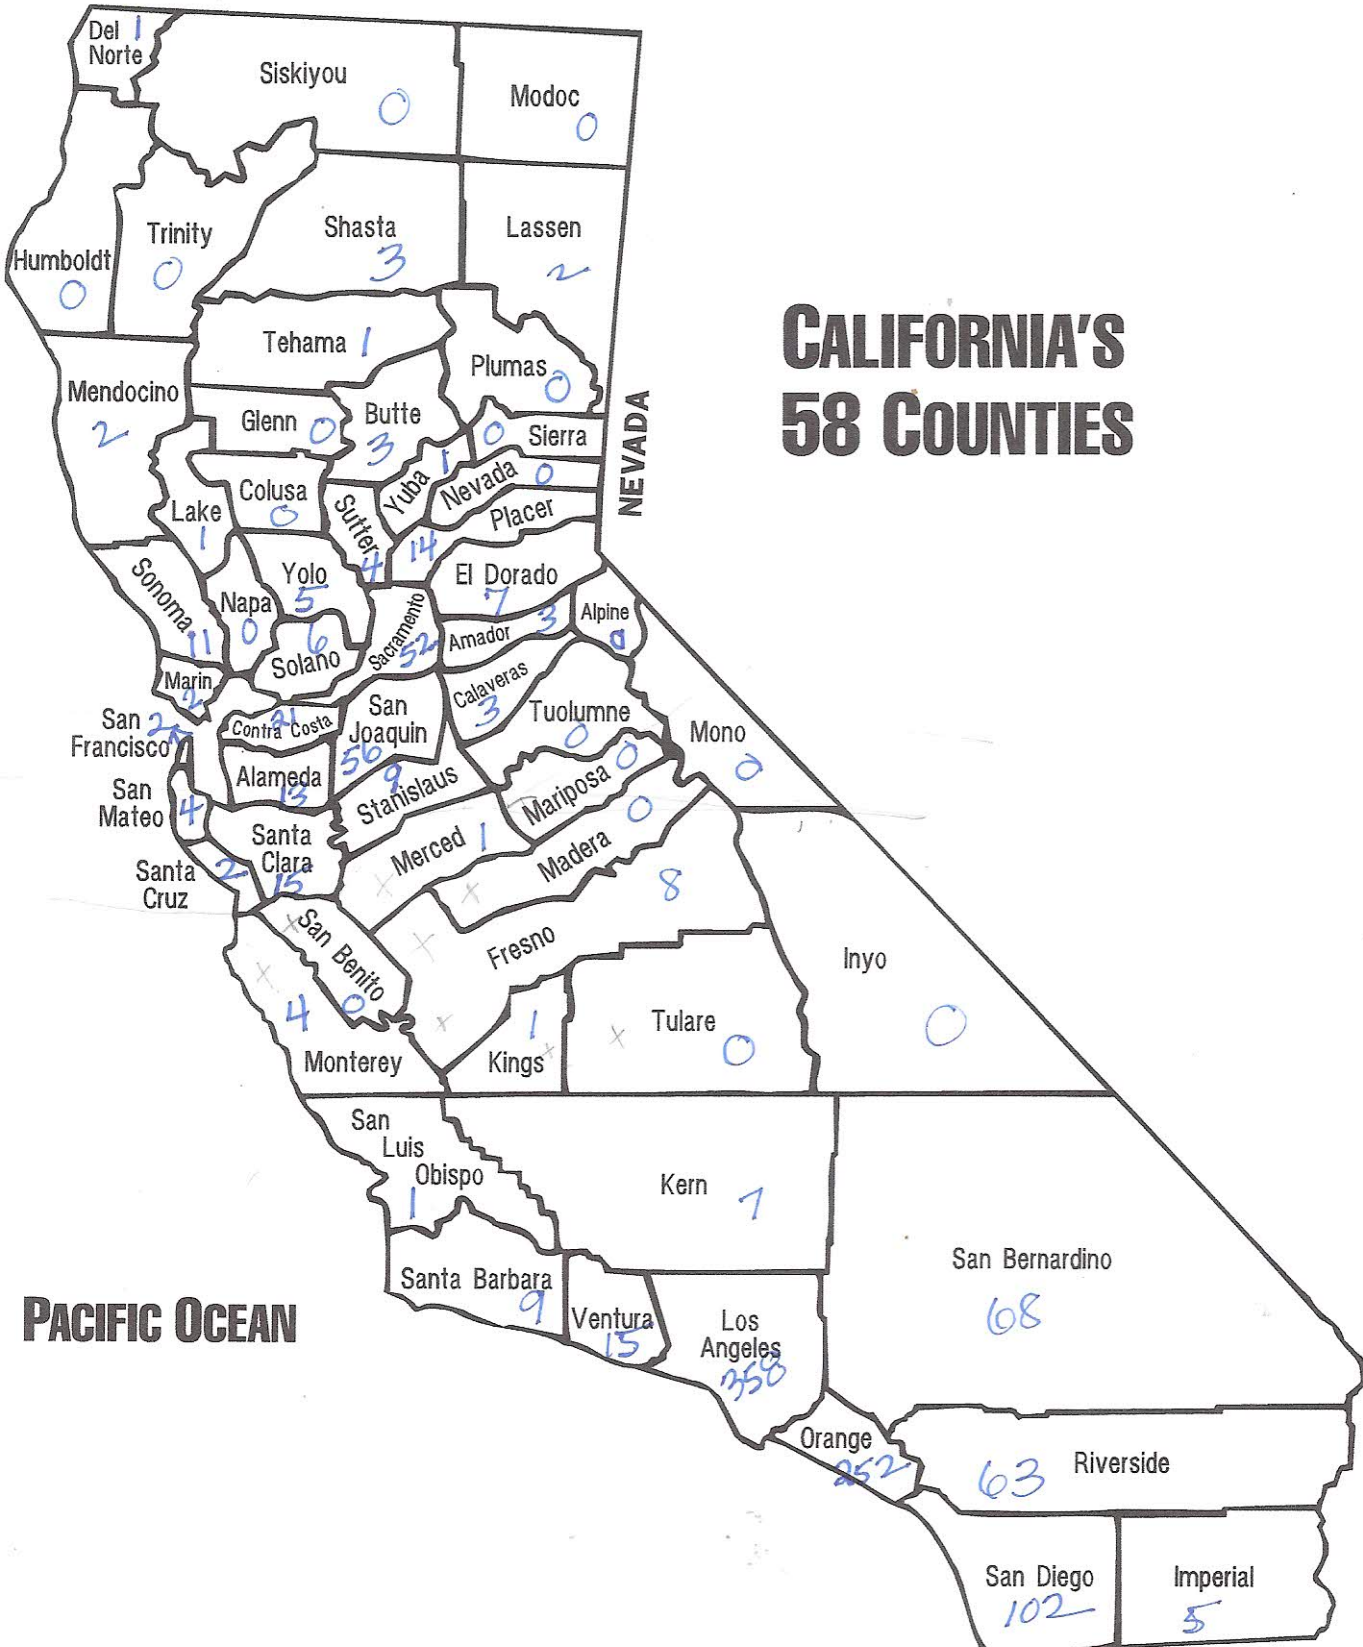 Del 1
Norte
Siskiyou
0
Modoc
0
Humboldt
0
Trinity
0
Shasta
3
Lassen
2
CALIFORNIA'S
58 COUNTIES
Tehama 1
Plumas
0
Mendocino
2
Glenn 0
Butte
3
0 Sierra
NEVADA
Lake
1
Colusa
0
Sutter
4
Yuba 1
Nevada 0
Placer
14
Sonoma
11
Napa
0
Yolo
5
6
Solano
Sacramento
52
El Dorado
7
Amador 3
Alpine
0
Marin
2
Contra Costa
21
San
Joaquin
56
Calaveras
3
Tuolumne
0
Mono
0
San 2
Francisco
Alameda
13
9
Stanislaus
Mariposa 0
San
Mateo 4
Santa
Clara
15
Merced 1
Madera 0
Santa 2
Cruz
San Benito
0
8
Fresno
Inyo
0
4
Monterey
1
Kings
Tulare
0
San
Luis
Obispo
1
Kern 7
San Bernardino
68
Santa Barbara
9
Ventura
15
Los
Angeles
358
PACIFIC OCEAN
Orange
252
63 Riverside
San Diego
102
Imperial
5